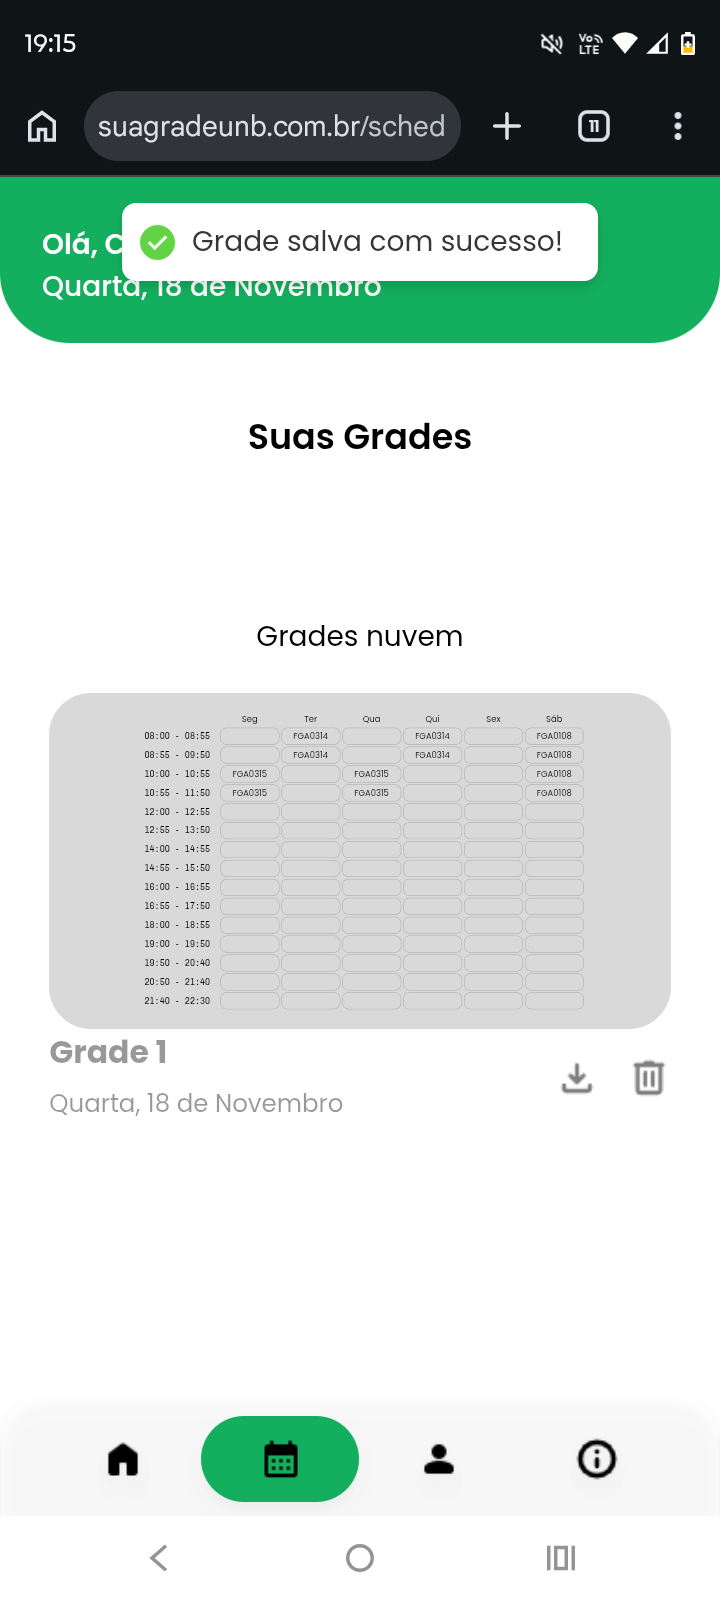 19:15
Vo LTE
suagradeunb.com.br/sched
11
Olá, C
Grade salva com sucesso!
Quarta, 18 de Novembro
Suas Grades
Grades nuvem
Seg Ter Qua Qui Sex Sáb
08:00 - 08:55 FGA0314 FGA0314 FGA0108
08:55 - 09:50 FGA0314 FGA0314 FGA0108
10:00 - 10:55 FGA0315 FGA0315 FGA0108
10:55 - 11:50 FGA0315 FGA0315 FGA0108
12:00 - 12:55
12:55 - 13:50
14:00 - 14:55
14:55 - 15:50
16:00 - 16:55
16:55 - 17:50
18:00 - 18:55
19:00 - 19:50
19:50 - 20:40
20:50 - 21:40
21:40 - 22:30
Grade 1
Quarta, 18 de Novembro